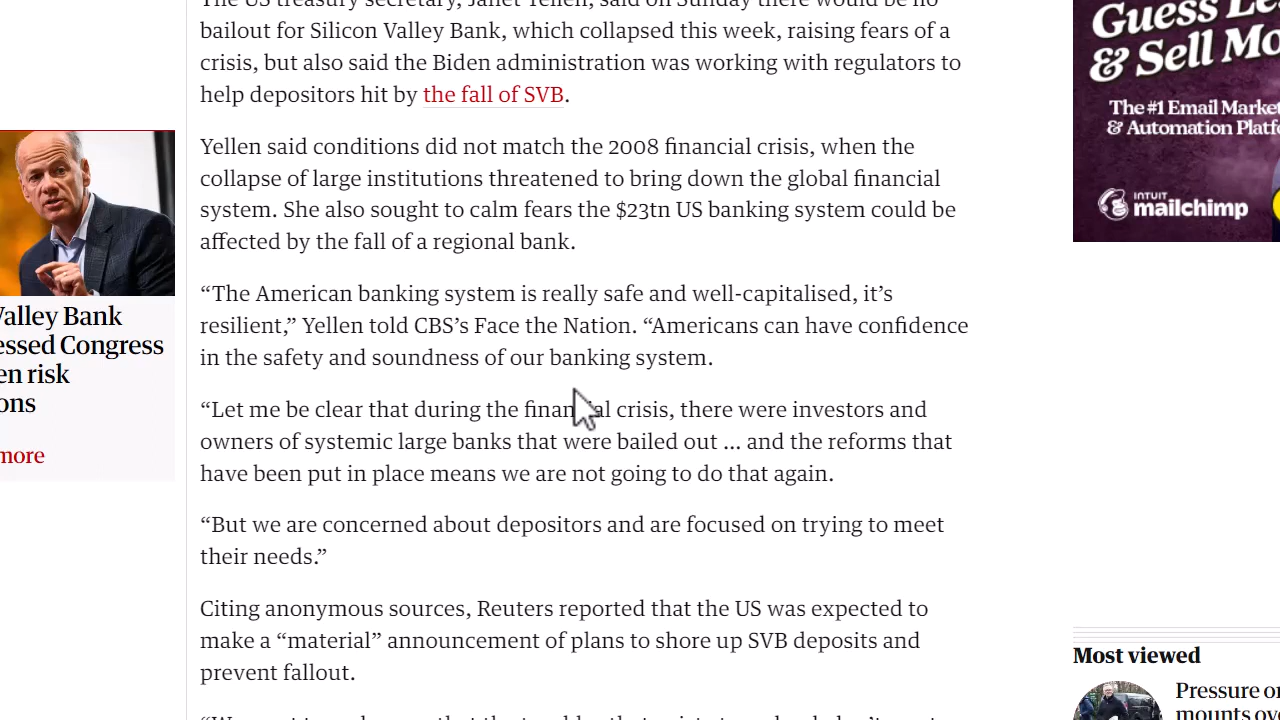 The US treasury secretary, Janet Yellen, said on Sunday there would be no
bailout for Silicon Valley Bank, which collapsed this week, raising fears of a
crisis, but also said the Biden administration was working with regulators to
help depositors hit by the fall of SVB.
Yellen said conditions did not match the 2008 financial crisis, when the
collapse of large institutions threatened to bring down the global financial
system. She also sought to calm fears the $23tn US banking system could be
affected by the fall of a regional bank.
“The American banking system is really safe and well-capitalised, it’s
resilient,” Yellen told CBS’s Face the Nation. “Americans can have confidence
in the safety and soundness of our banking system.
“Let me be clear that during the financial crisis, there were investors and
owners of systemic large banks that were bailed out ... and the reforms that
have been put in place means we are not going to do that again.
“But we are concerned about depositors and are focused on trying to meet
their needs.”
Citing anonymous sources, Reuters reported that the US was expected to
make a “material” announcement of plans to shore up SVB deposits and
prevent fallout.
Valley Bank
essed Congress
en risk
ons
more
Guess Le
& Sell Mo
The #1 Email Market
& Automation Platf
INTUIT
mailchimp
Most viewed
Pressure o
mounts ov